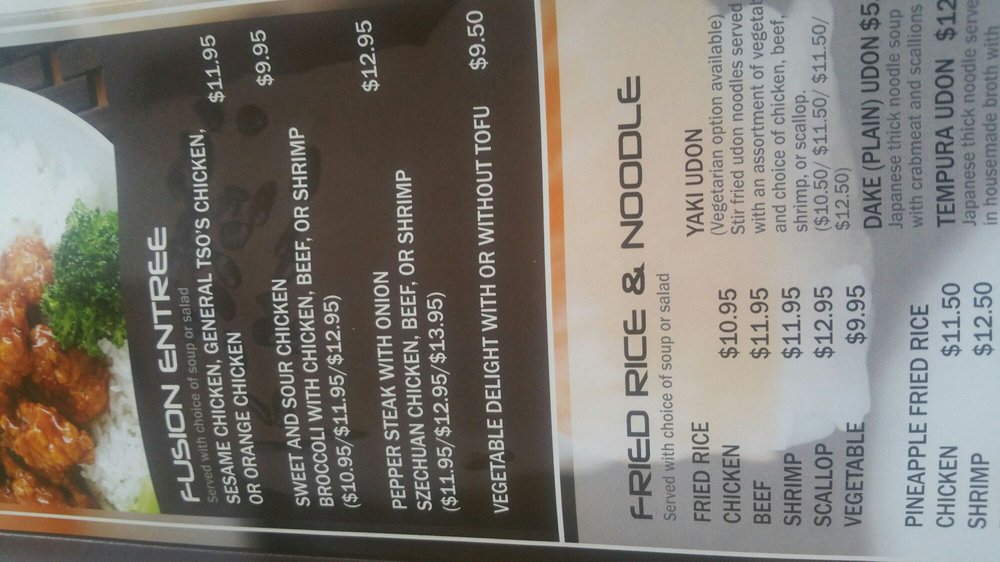 FUSION ENTREE
Served with choice of soup or salad
SESAME CHICKEN, GENERAL TSO'S CHICKEN,
OR ORANGE CHICKEN $11.95
SWEET AND SOUR CHICKEN $9.95
BROCCOLI WITH CHICKEN, BEEF, OR SHRIMP
($10.95/$11.95/$12.95)
PEPPER STEAK WITH ONION $12.95
SZECHUAN CHICKEN, BEEF, OR SHRIMP
($11.95/$12.95/$13.95)
VEGETABLE DELIGHT WITH OR WITHOUT TOFU $9.50
FRIED RICE & NOODLE
Served with choice of soup or salad
FRIED RICE
CHICKEN $10.95
BEEF $11.95
SHRIMP $11.95
SCALLOP $12.95
VEGETABLE $9.95
PINEAPPLE FRIED RICE
CHICKEN $11.50
SHRIMP $12.50
YAKI UDON
(Vegetarian option available)
Stir fried udon noodles served
with an assortment of
and choice of chicken, beef,
shrimp, or scallop.
($10.50/ $11.50/ $11.50/
$12.50)
DAKE (PLAIN) UDON $5
Japanese thick noodle soup
with crabmeat and scallions
TEMPURA UDON $12
Japanese thick noodle
in housemade broth with